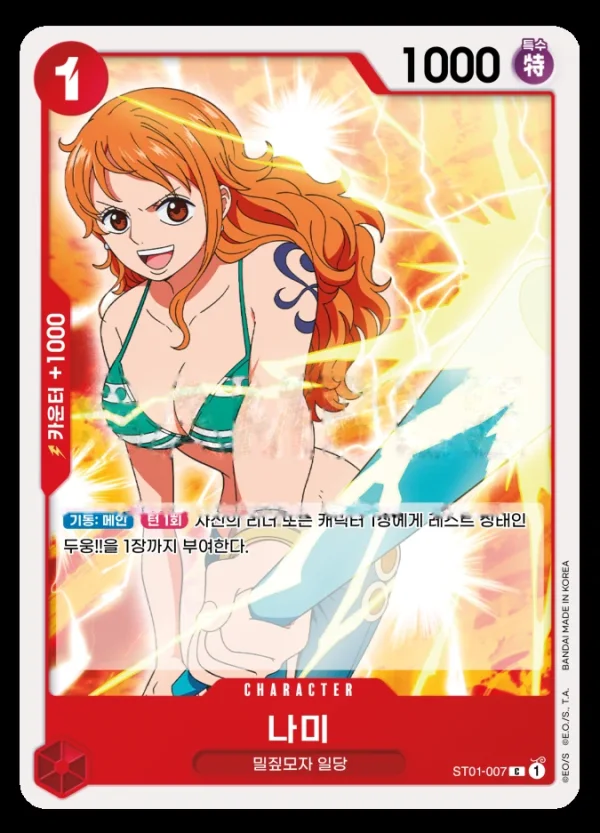 1
1000
특수
特
카운터 +1000
기동: 메인 턴 1회 자신의 리더 또는 캐릭터 1장에게 레스트 상태인
두웅!!을 1장까지 부여한다.
CHARACTER
나미
밀짚모자 일당
ST01-007 C 1
©E.O/S ©E.O./S., T.A. BANDAI MADE IN KOREA